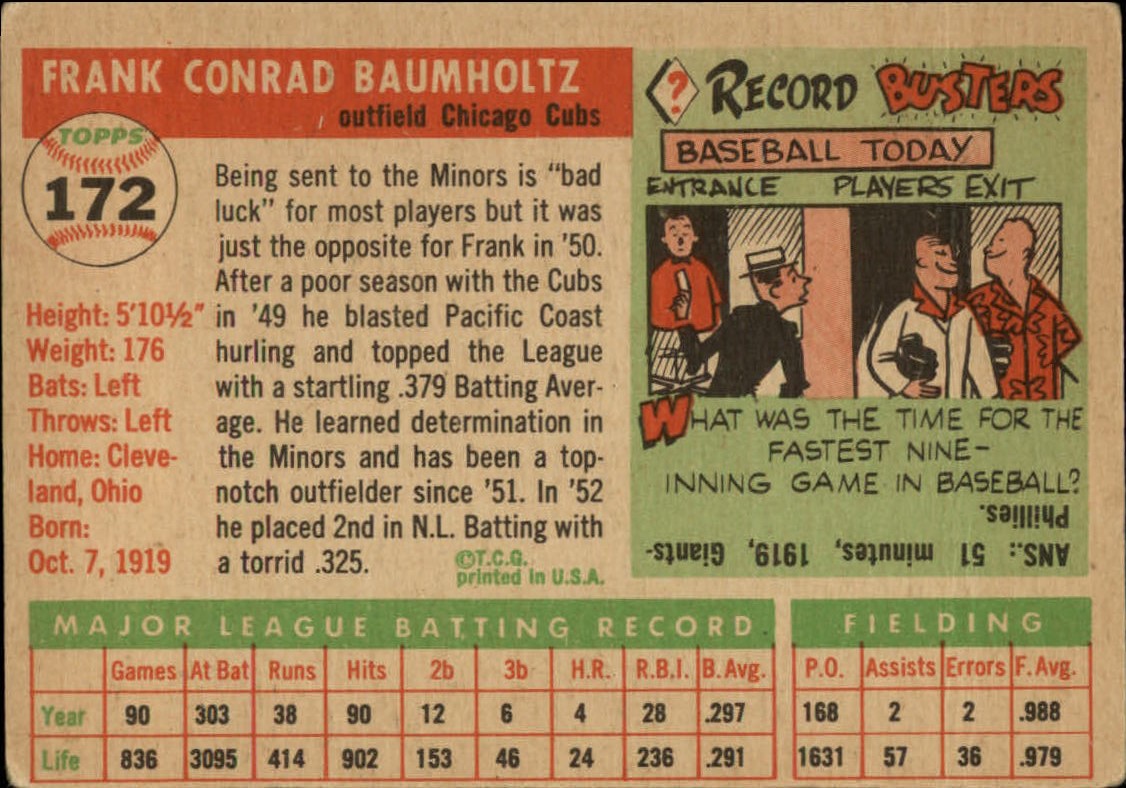 FRANK CONRAD BAUMHOLTZ
outfield Chicago Cubs
TOPPS
172
Being sent to the Minors is "bad
luck" for most players but it was
just the opposite for Frank in '50.
After a poor season with the Cubs
in '49 he blasted Pacific Coast
hurling and topped the League
with a startling .379 Batting Aver-
age. He learned determination in
the Minors and has been a top-
notch outfielder since '51. In '52
he placed 2nd in N.L. Batting with
a torrid .325.
©T.C.G.
printed in U.S.A.
Height: 5'10½"
Weight: 176
Bats: Left
Throws: Left
Home: Cleve-
land, Ohio
Born:
Oct. 7, 1919
? RECORD BUSTERS
BASEBALL TODAY
ENTRANCE PLAYERS EXIT
WHAT WAS THE TIME FOR THE
FASTEST NINE-
INNING GAME IN BASEBALL?
ANS.: 51 minutes, 1919, Giants-
Phillies.
MAJOR LEAGUE BATTING RECORD FIELDING
Games At Bat Runs Hits 2b 3b H.R. R.B.I. B. Avg. P.O. Assists Errors F. Avg.
Year 90 303 38 90 12 6 4 28 .297 168 2 2 .988
Life 836 3095 414 902 153 46 24 236 .291 1631 57 36 .979